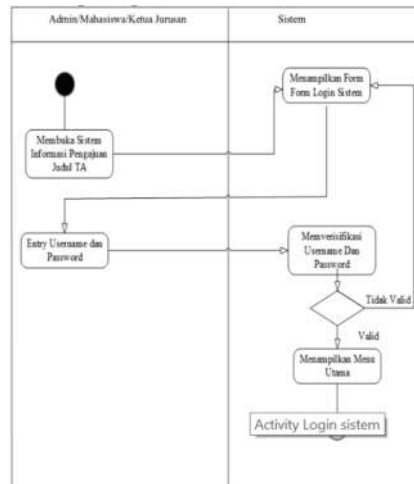 Admin/Mahasiswa/Ketua Jurusan
Sistem
Menampilkan Form
Form Login Sistem
Membuka Sistem
Informasi Pengajuan
Judul TA
Entry Username dan
Password
Memverisifikasi
Username Dan
Password
Tidak Valid
Valid
Menampilkan Menu
Utama
Activity Login sistem